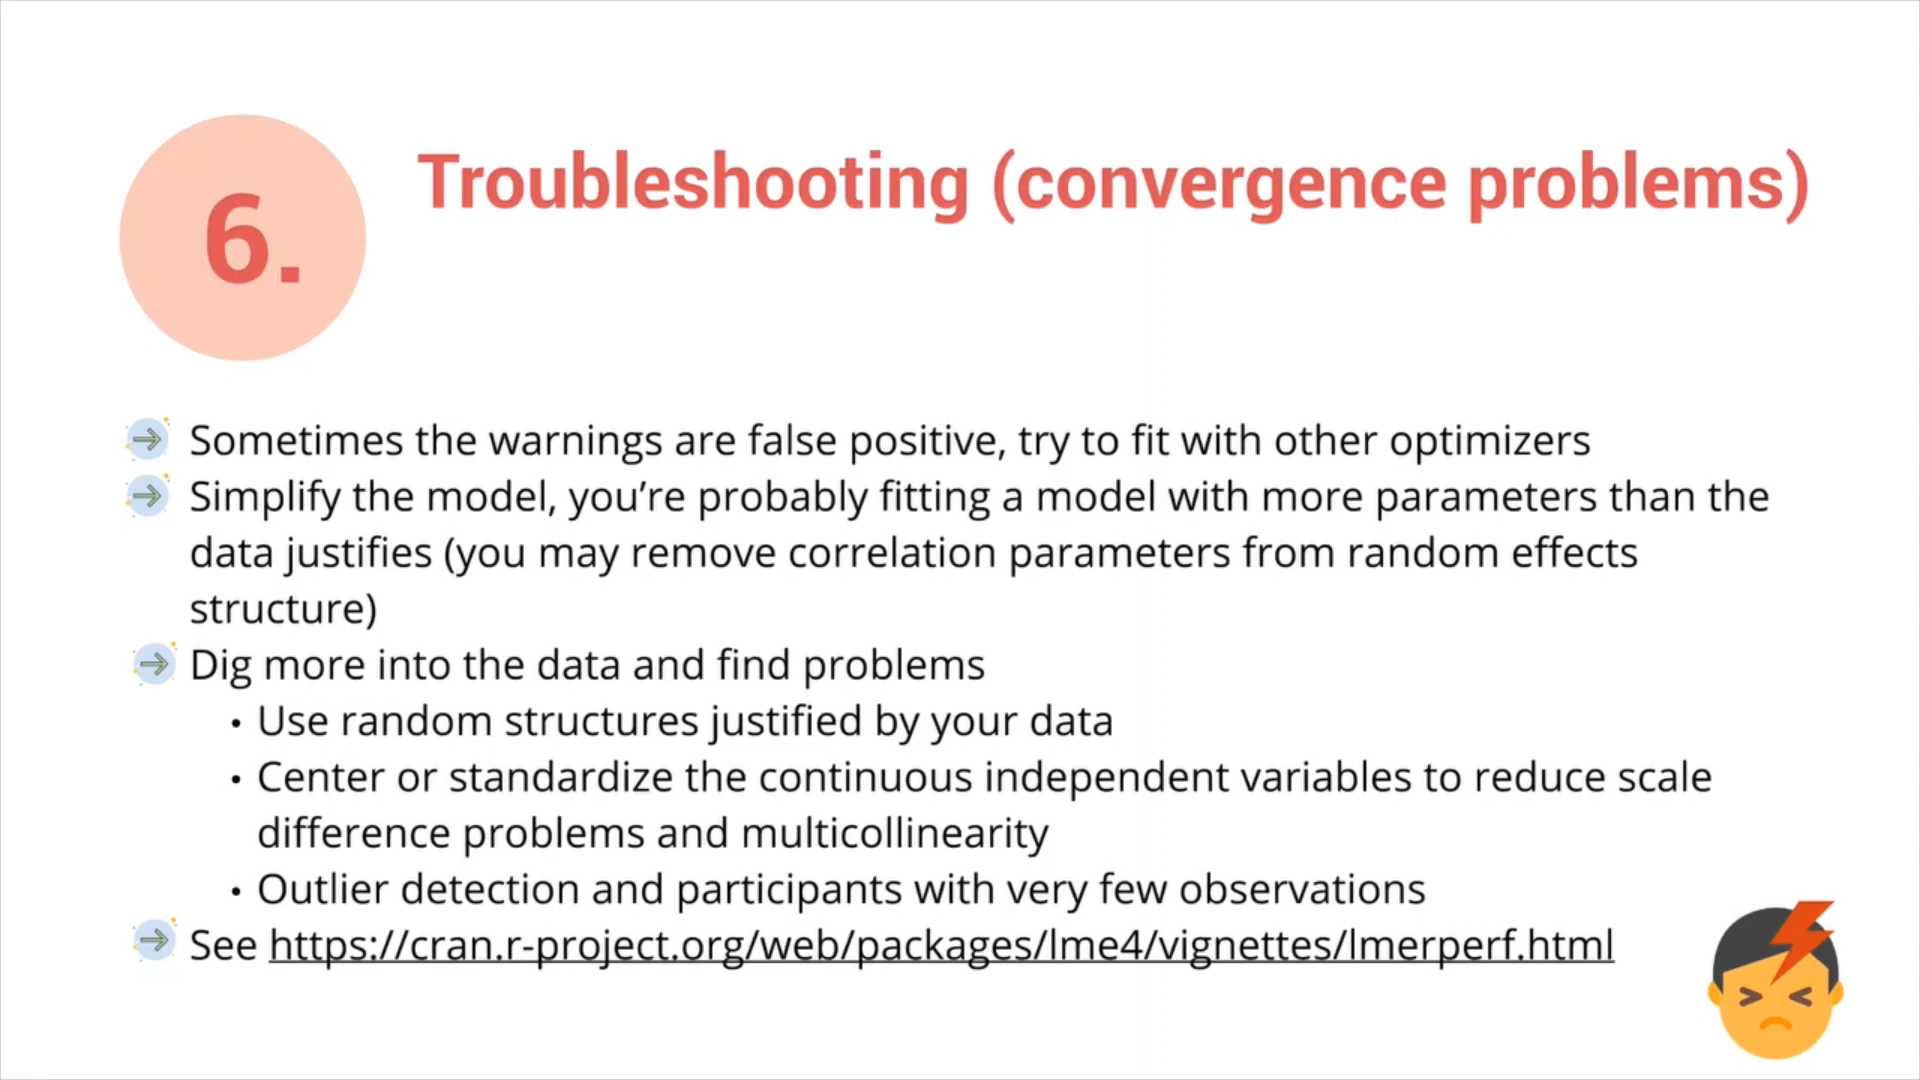 6.
Troubleshooting (convergence problems)
Sometimes the warnings are false positive, try to fit with other optimizers
Simplify the model, you’re probably fitting a model with more parameters than the
data justifies (you may remove correlation parameters from random effects
structure)
Dig more into the data and find problems
• Use random structures justified by your data
• Center or standardize the continuous independent variables to reduce scale
difference problems and multicollinearity
• Outlier detection and participants with very few observations
See https://cran.r-project.org/web/packages/lme4/vignettes/lmerperf.html